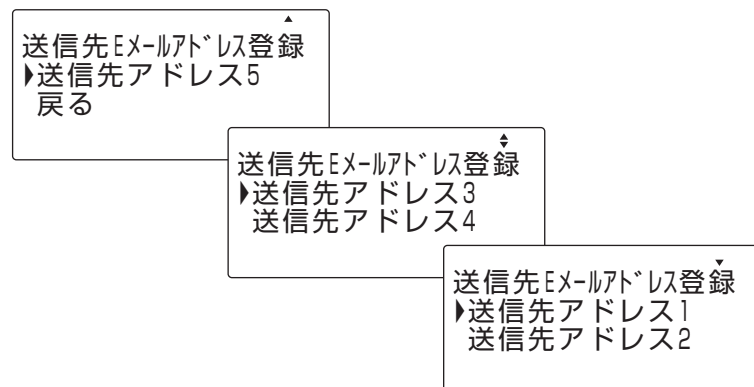 送信先Eﾒｰﾙｱﾄﾞﾚｽ登録
▶送信先アドレス5
戻る
送信先Eﾒｰﾙｱﾄﾞﾚｽ登録
▶送信先アドレス3
送信先アドレス4
送信先Eﾒｰﾙｱﾄﾞﾚｽ登録
▶送信先アドレス1
送信先アドレス2